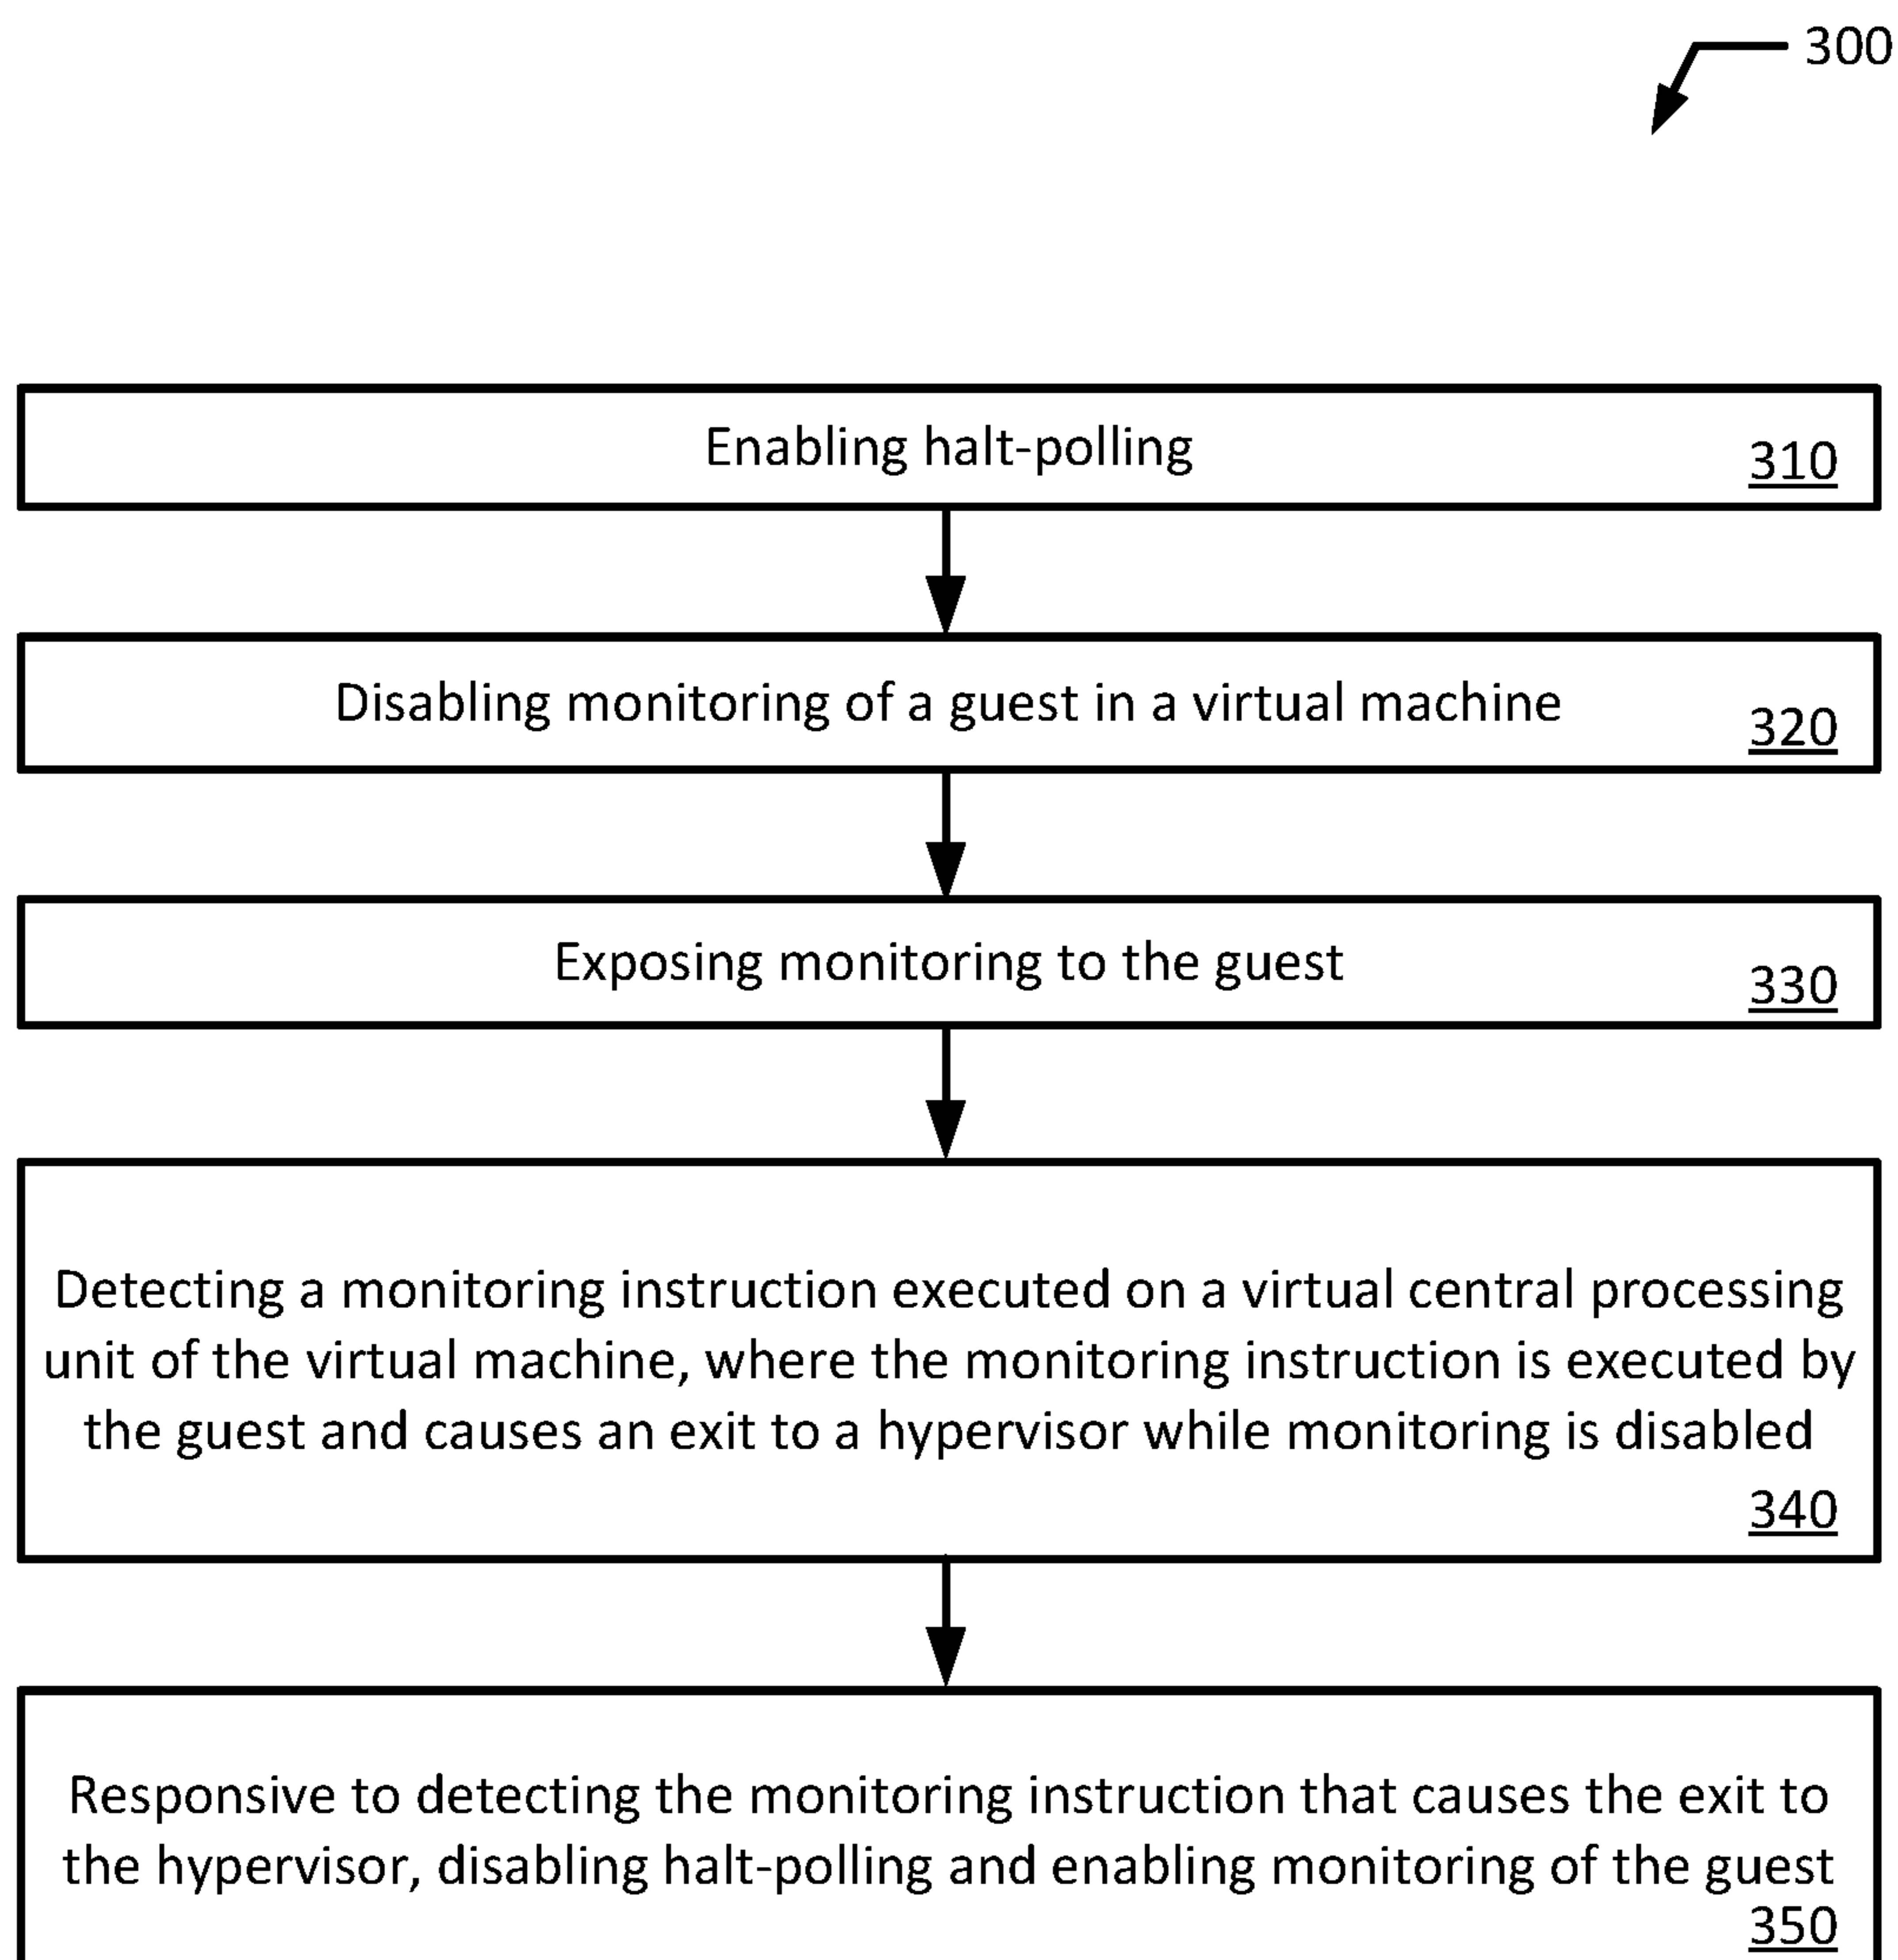 300
Enabling halt-polling
310
Disabling monitoring of a guest in a virtual machine
320
Exposing monitoring to the guest
330
Detecting a monitoring instruction executed on a virtual central processing
unit of the virtual machine, where the monitoring instruction is executed by
the guest and causes an exit to a hypervisor while monitoring is disabled
340
Responsive to detecting the monitoring instruction that causes the exit to
the hypervisor, disabling halt-polling and enabling monitoring of the guest
350